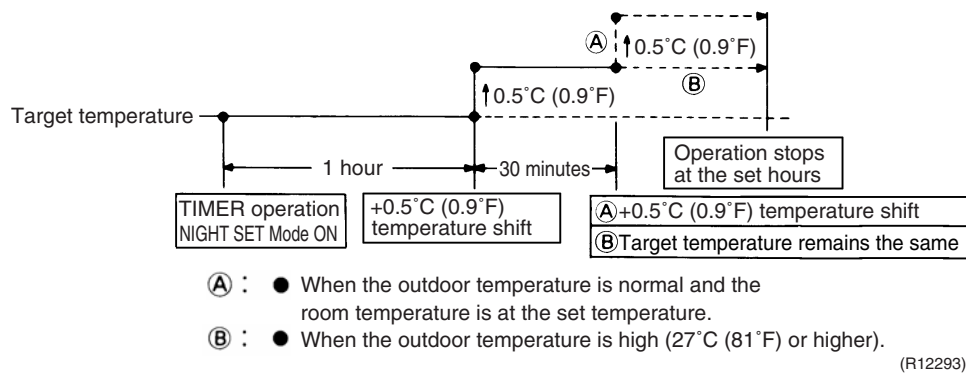 Ⓐ ↑0.5˚C (0.9˚F)
Ⓑ
Target temperature
↑0.5˚C (0.9˚F)
1 hour
30 minutes
Operation stops
at the set hours
TIMER operation
NIGHT SET Mode ON
+0.5˚C (0.9˚F)
temperature shift
Ⓐ+0.5˚C (0.9˚F) temperature shift
ⒷTarget temperature remains the same
Ⓐ : ● When the outdoor temperature is normal and the
room temperature is at the set temperature.
Ⓑ : ● When the outdoor temperature is high (27˚C (81˚F) or higher).
(R12293)